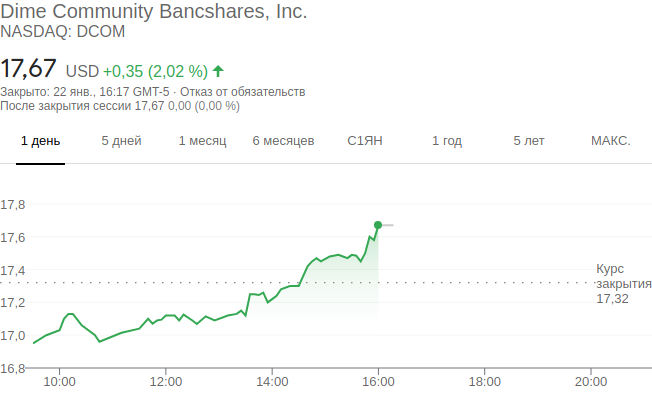 Dime Community Bancshares, Inc.
NASDAQ: DCOM
17,67 USD +0,35 (2,02 %)
Закрыто: 22 янв., 16:17 GMT-5 · Отказ от обязательств
После закрытия сессии 17,67 0,00 (0,00 %)
1 день 5 дней 1 месяц 6 месяцев С1ЯН 1 год 5 лет МАКС.
17,8
17,6
17,4
Курс
закрытия
17,32
17,2
17,0
16,8
10:00 12:00 14:00 16:00 18:00 20:00